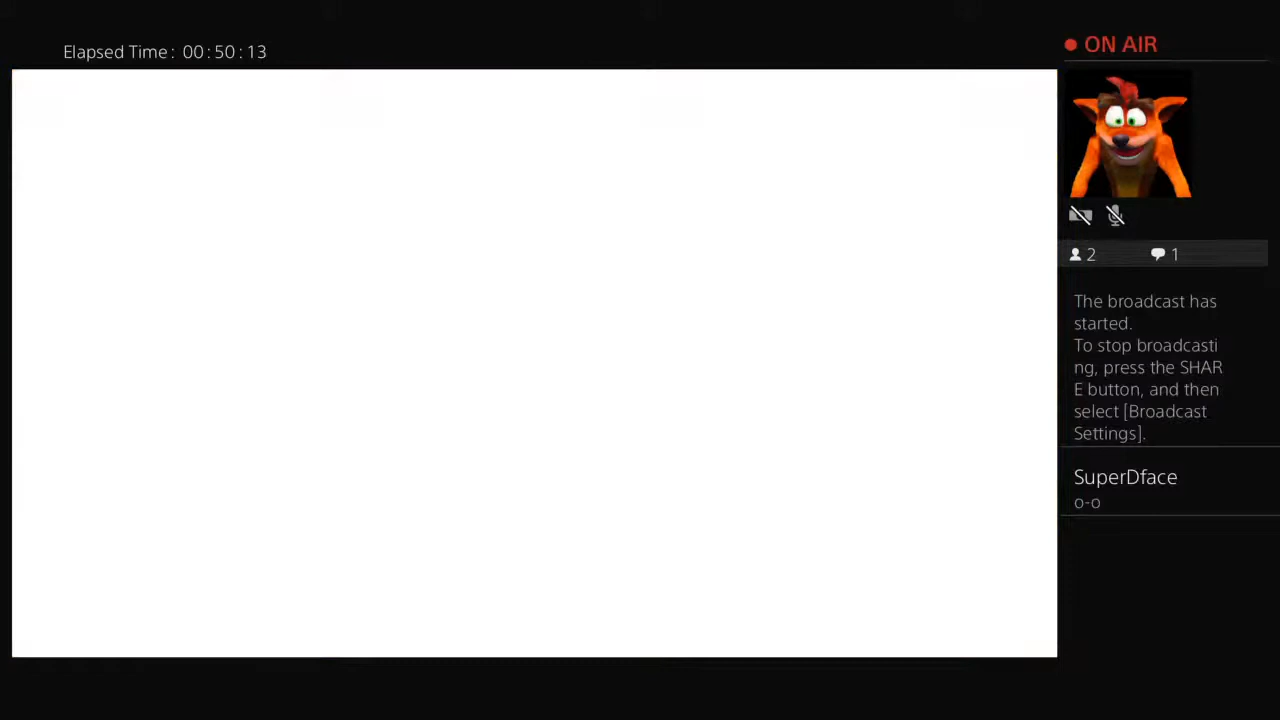 Elapsed Time: 00:50:13
ON AIR
2 1
The broadcast has
started.
To stop broadcasti
ng, press the SHAR
E button, and then
select [Broadcast
Settings].
SuperDface
o-o